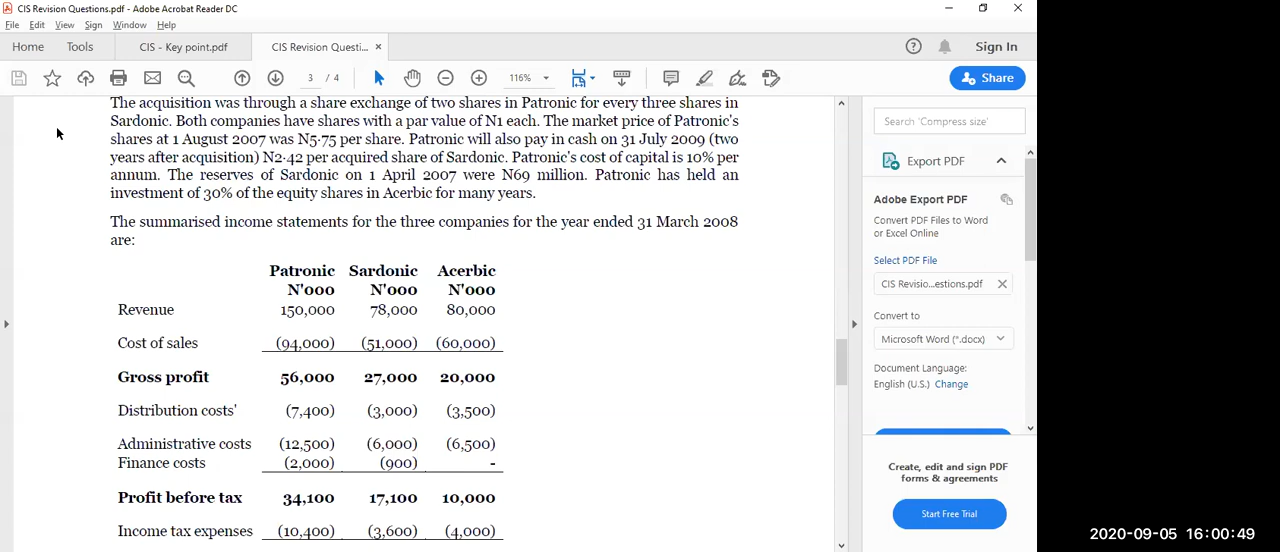 CIS Revision Questions.pdf - Adobe Acrobat Reader DC
File Edit View Sign Window Help
Home Tools CIS - Key point.pdf CIS Revision Questi... × Sign In
3 / 4 116% Share
The acquisition was through a share exchange of two shares in Patronic for every three shares in
Sardonic. Both companies have shares with a par value of N1 each. The market price of Patronic's
shares at 1 August 2007 was N5·75 per share. Patronic will also pay in cash on 31 July 2009 (two
years after acquisition) N2·42 per acquired share of Sardonic. Patronic's cost of capital is 10% per
annum. The reserves of Sardonic on 1 April 2007 were N69 million. Patronic has held an
investment of 30% of the equity shares in Acerbic for many years.
The summarised income statements for the three companies for the year ended 31 March 2008
are:
Patronic Sardonic Acerbic
N'000 N'000 N'000
Revenue 150,000 78,000 80,000
Cost of sales (94,000) (51,000) (60,000)
Gross profit 56,000 27,000 20,000
Distribution costs' (7,400) (3,000) (3,500)
Administrative costs (12,500) (6,000) (6,500)
Finance costs (2,000) (900) -
Profit before tax 34,100 17,100 10,000
Income tax expenses (10,400) (3,600) (4,000)
Search 'Compress size'
Export PDF
Adobe Export PDF
Convert PDF Files to Word
or Excel Online
Select PDF File
CIS Revisio...estions.pdf ×
Convert to
Microsoft Word (*.docx)
Document Language:
English (U.S.) Change
Create, edit and sign PDF
forms & agreements
Start Free Trial
2020-09-05 16:00:49